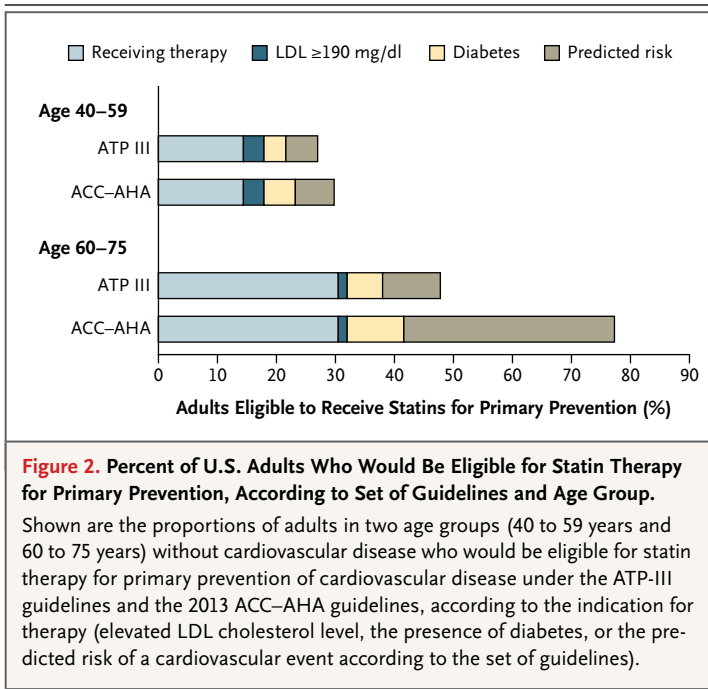 Receiving therapy LDL ≥190 mg/dl Diabetes Predicted risk
Age 40–59
ATP III
ACC–AHA
Age 60–75
ATP III
ACC–AHA
0 10 20 30 40 50 60 70 80 90
Adults Eligible to Receive Statins for Primary Prevention (%)
Figure 2. Percent of U.S. Adults Who Would Be Eligible for Statin Therapy
for Primary Prevention, According to Set of Guidelines and Age Group.
Shown are the proportions of adults in two age groups (40 to 59 years and
60 to 75 years) without cardiovascular disease who would be eligible for statin
therapy for primary prevention of cardiovascular disease under the ATP-III
guidelines and the 2013 ACC–AHA guidelines, according to the indication for
therapy (elevated LDL cholesterol level, the presence of diabetes, or the pre-
dicted risk of a cardiovascular event according to the set of guidelines).